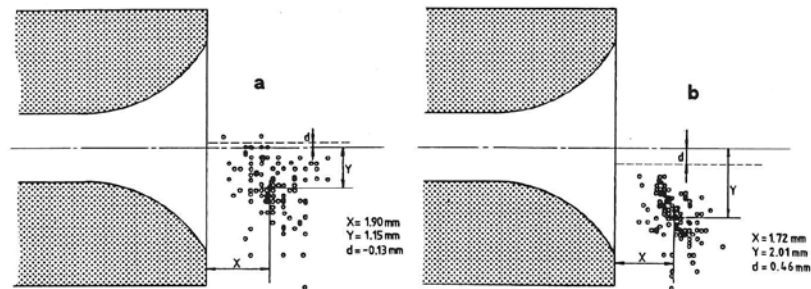 a
d
Y
X
X = 1.90 mm
Y = 1.15 mm
d = -0.13 mm
b
d
Y
X
X = 1.72 mm
Y = 2.01 mm
d = 0.46 mm